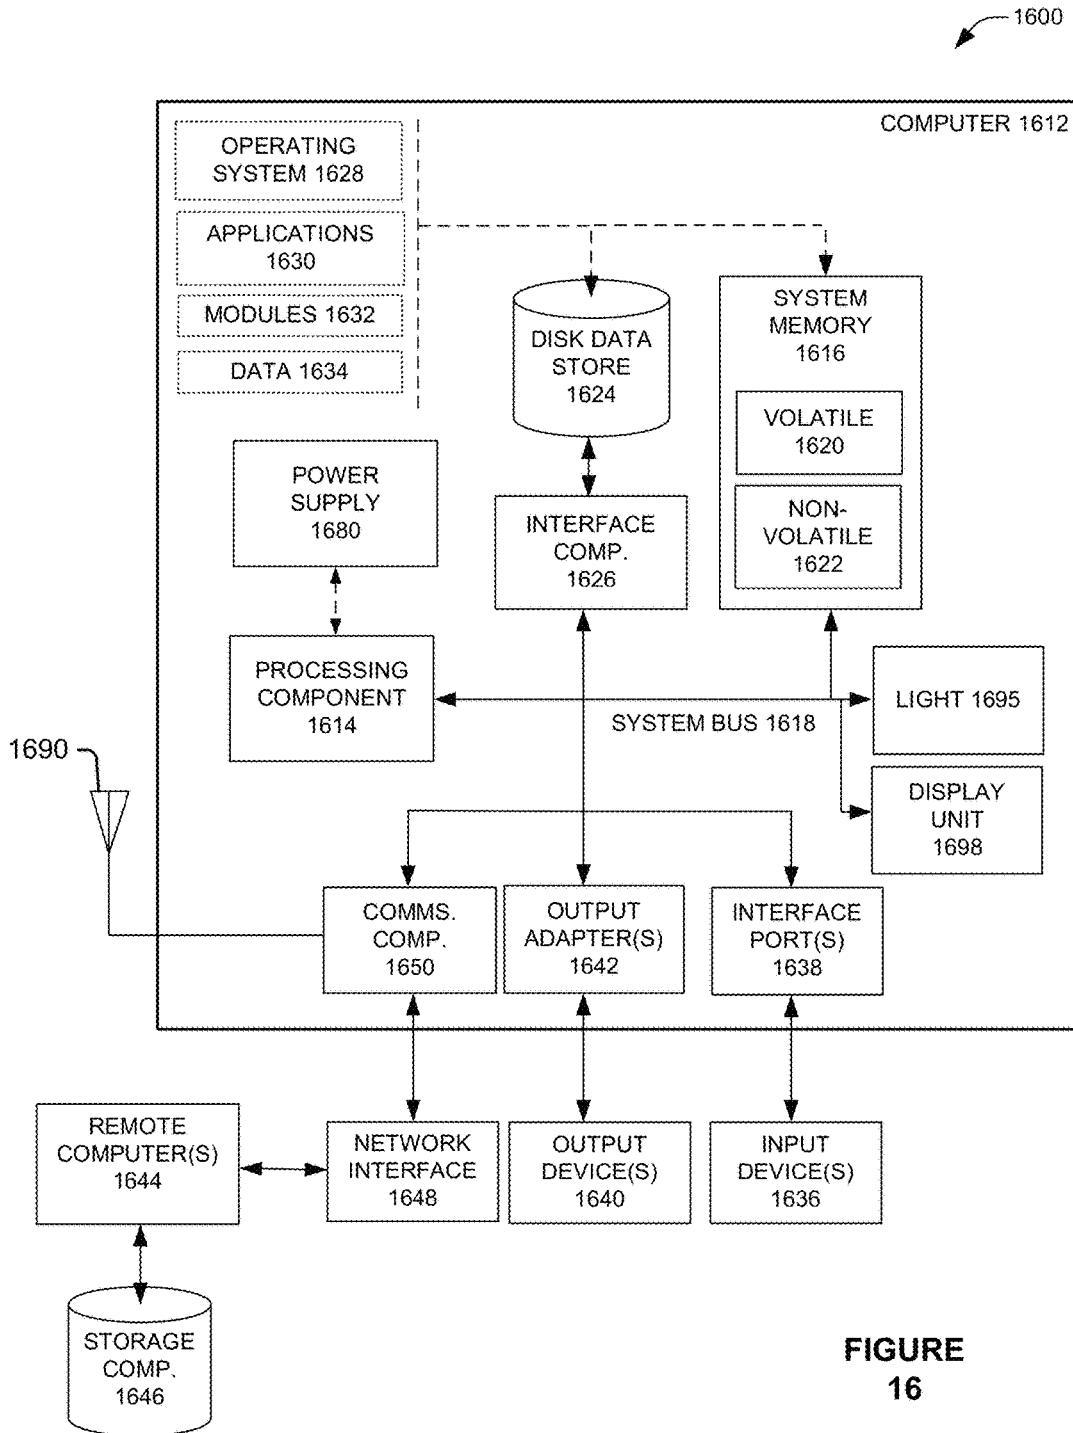 1600
COMPUTER 1612
OPERATING
SYSTEM 1628
APPLICATIONS
1630
MODULES 1632
DATA 1634
DISK DATA
STORE
1624
SYSTEM
MEMORY
1616
VOLATILE
1620
NON-
VOLATILE
1622
POWER
SUPPLY
1680
INTERFACE
COMP.
1626
PROCESSING
COMPONENT
1614
SYSTEM BUS 1618
LIGHT 1695
DISPLAY
UNIT
1698
1690
COMMS.
COMP.
1650
OUTPUT
ADAPTER(S)
1642
INTERFACE
PORT(S)
1638
REMOTE
COMPUTER(S)
1644
NETWORK
INTERFACE
1648
OUTPUT
DEVICE(S)
1640
INPUT
DEVICE(S)
1636
STORAGE
COMP.
1646
FIGURE
16